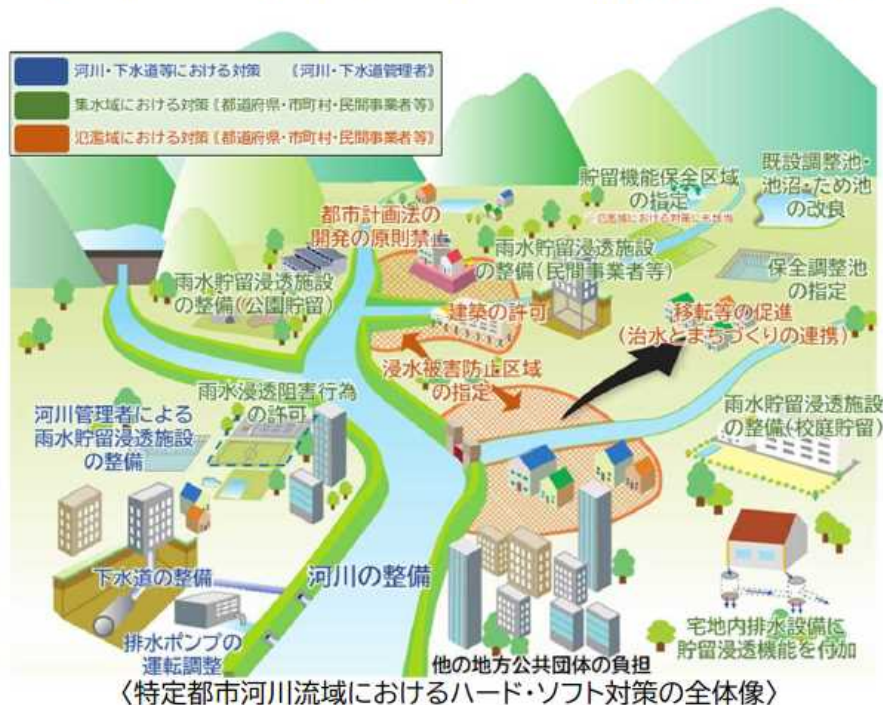 河川・下水道等における対策 《河川・下水道管理者》
集水域における対策《都道府県・市町村・民間事業者等》
氾濫域における対策《都道府県・市町村・民間事業者等》
都市計画法の
開発の原則禁止
貯留機能保全区域
の指定
氾濫域における対策にも該当
既設調整池・
池沼・ため池
の改良
雨水貯留浸透施設
の整備(公園貯留)
雨水貯留浸透施設
の整備(民間事業者等)
保全調整池
の指定
建築の許可
移転等の促進
(治水とまちづくりの連携)
浸水被害防止区域
の指定
河川管理者による
雨水貯留浸透施設
の整備
雨水浸透阻害行為
の許可
雨水貯留浸透施設
の整備(校庭貯留)
下水道の整備
河川の整備
排水ポンプの
運転調整
他の地方公共団体の負担
宅地内排水設備に
貯留浸透機能を付加
〈特定都市河川流域におけるハード・ソフト対策の全体像〉